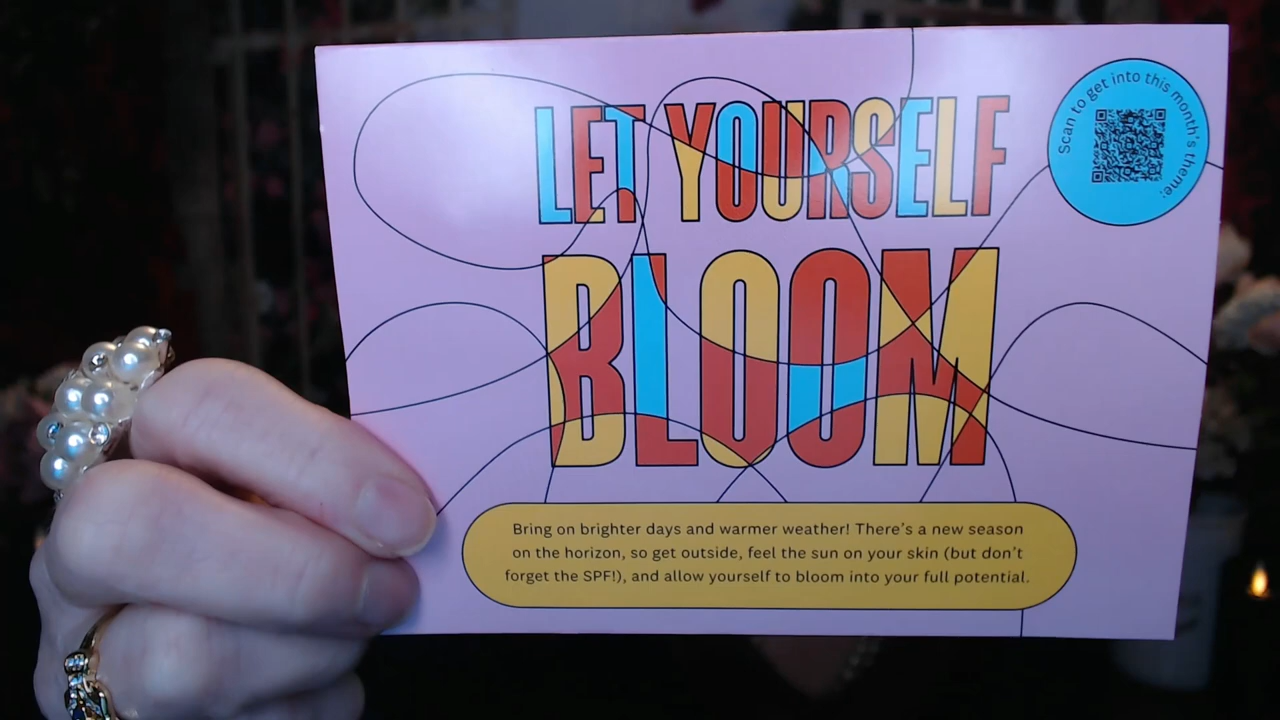 LET YOURSELF
BLOOM
Scan to get into this month's theme!
Bring on brighter days and warmer weather! There's a new season
on the horizon, so get outside, feel the sun on your skin (but don't
forget the SPF!), and allow yourself to bloom into your full potential.